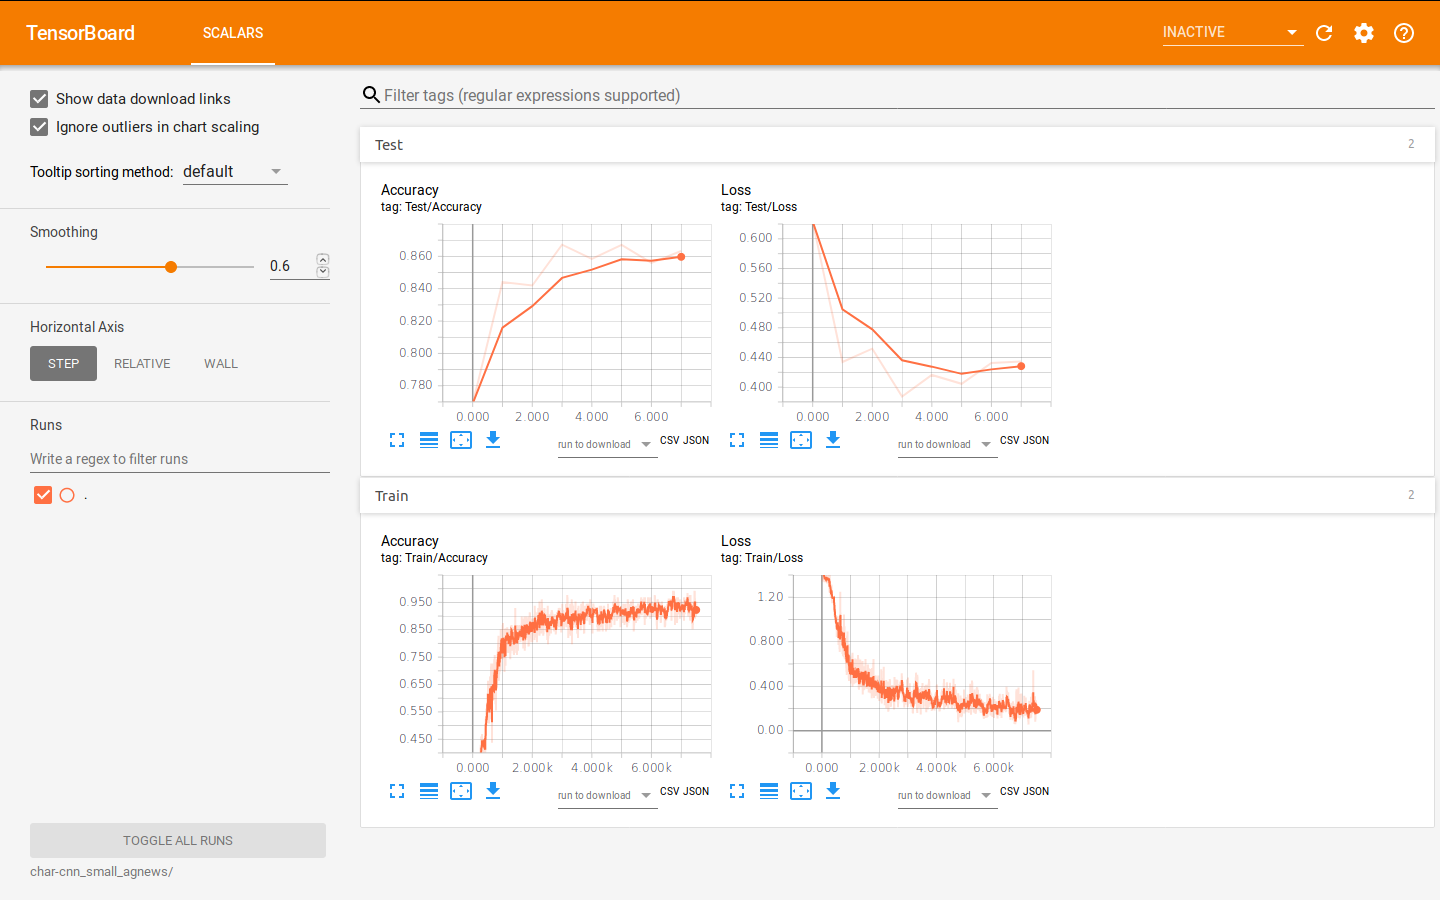 TensorBoard
SCALARS
INACTIVE
Show data download links
Ignore outliers in chart scaling
Tooltip sorting method: default
Smoothing
0.6
Horizontal Axis
STEP RELATIVE WALL
Runs
Write a regex to filter runs
.
TOGGLE ALL RUNS
char-cnn_small_agnews/
Filter tags (regular expressions supported)
Test 2
Accuracy
tag: Test/Accuracy
0.860
0.840
0.820
0.800
0.780
0.000 2.000 4.000 6.000
run to download CSV JSON
Loss
tag: Test/Loss
0.600
0.560
0.520
0.480
0.440
0.400
0.000 2.000 4.000 6.000
run to download CSV JSON
Train 2
Accuracy
tag: Train/Accuracy
0.950
0.850
0.750
0.650
0.550
0.450
0.000 2.000k 4.000k 6.000k
run to download CSV JSON
Loss
tag: Train/Loss
1.20
0.800
0.400
0.00
0.000 2.000k 4.000k 6.000k
run to download CSV JSON